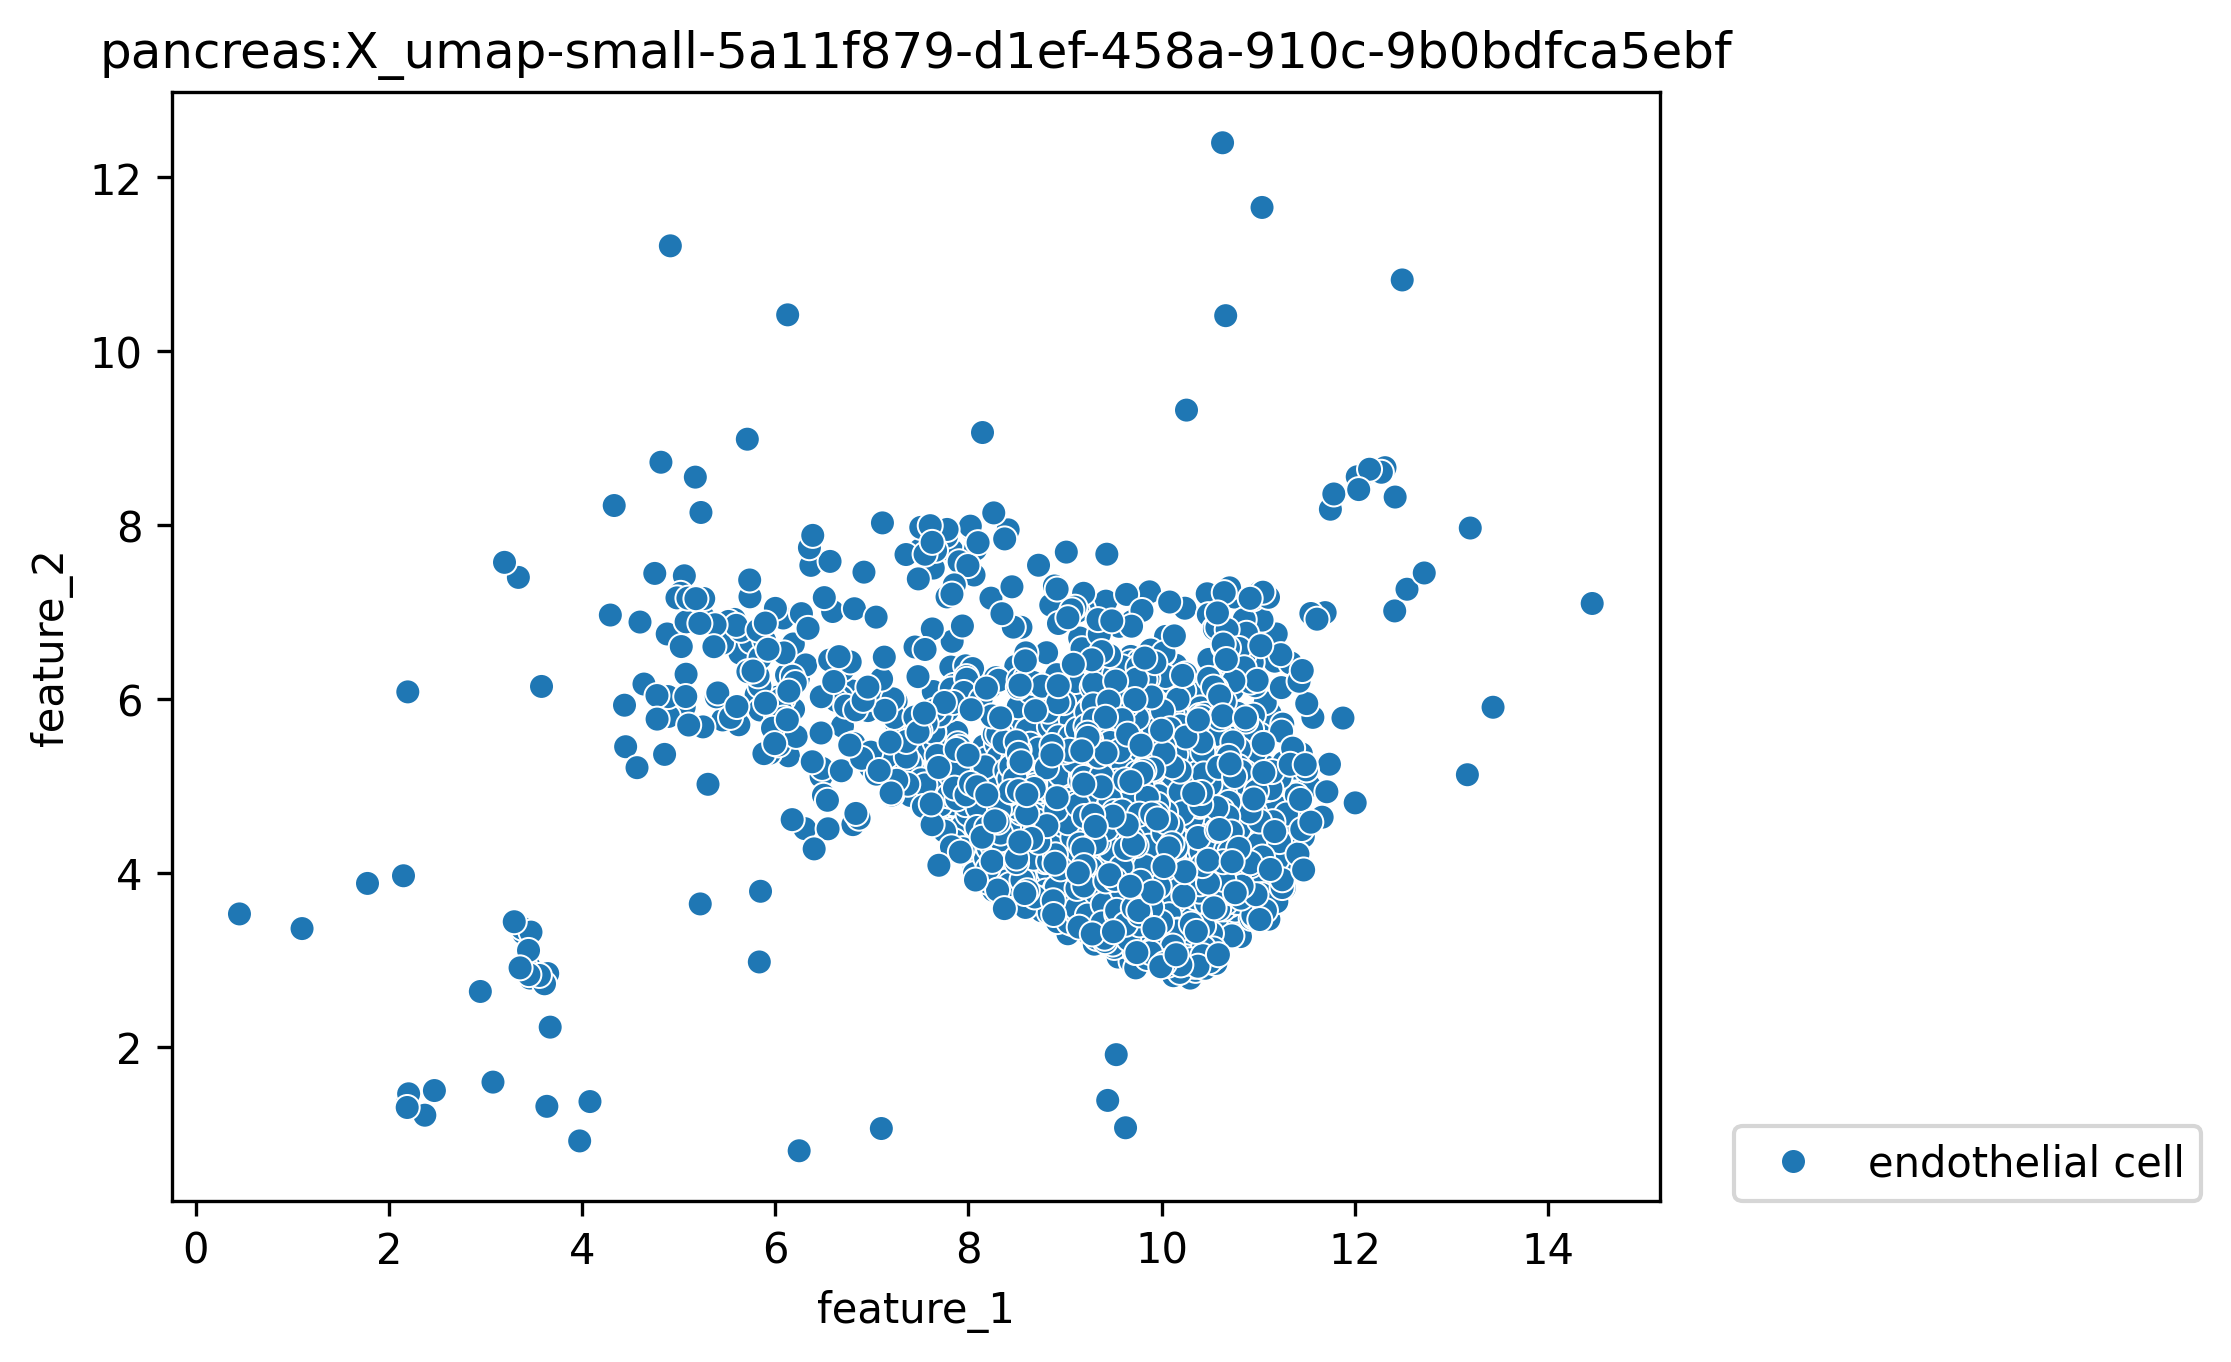 pancreas:X_umap-small-5a11f879-d1ef-458a-910c-9b0bdfca5ebf
12
10
8
6
4
2
feature_2
0 2 4 6 8 10 12 14
feature_1
endothelial cell